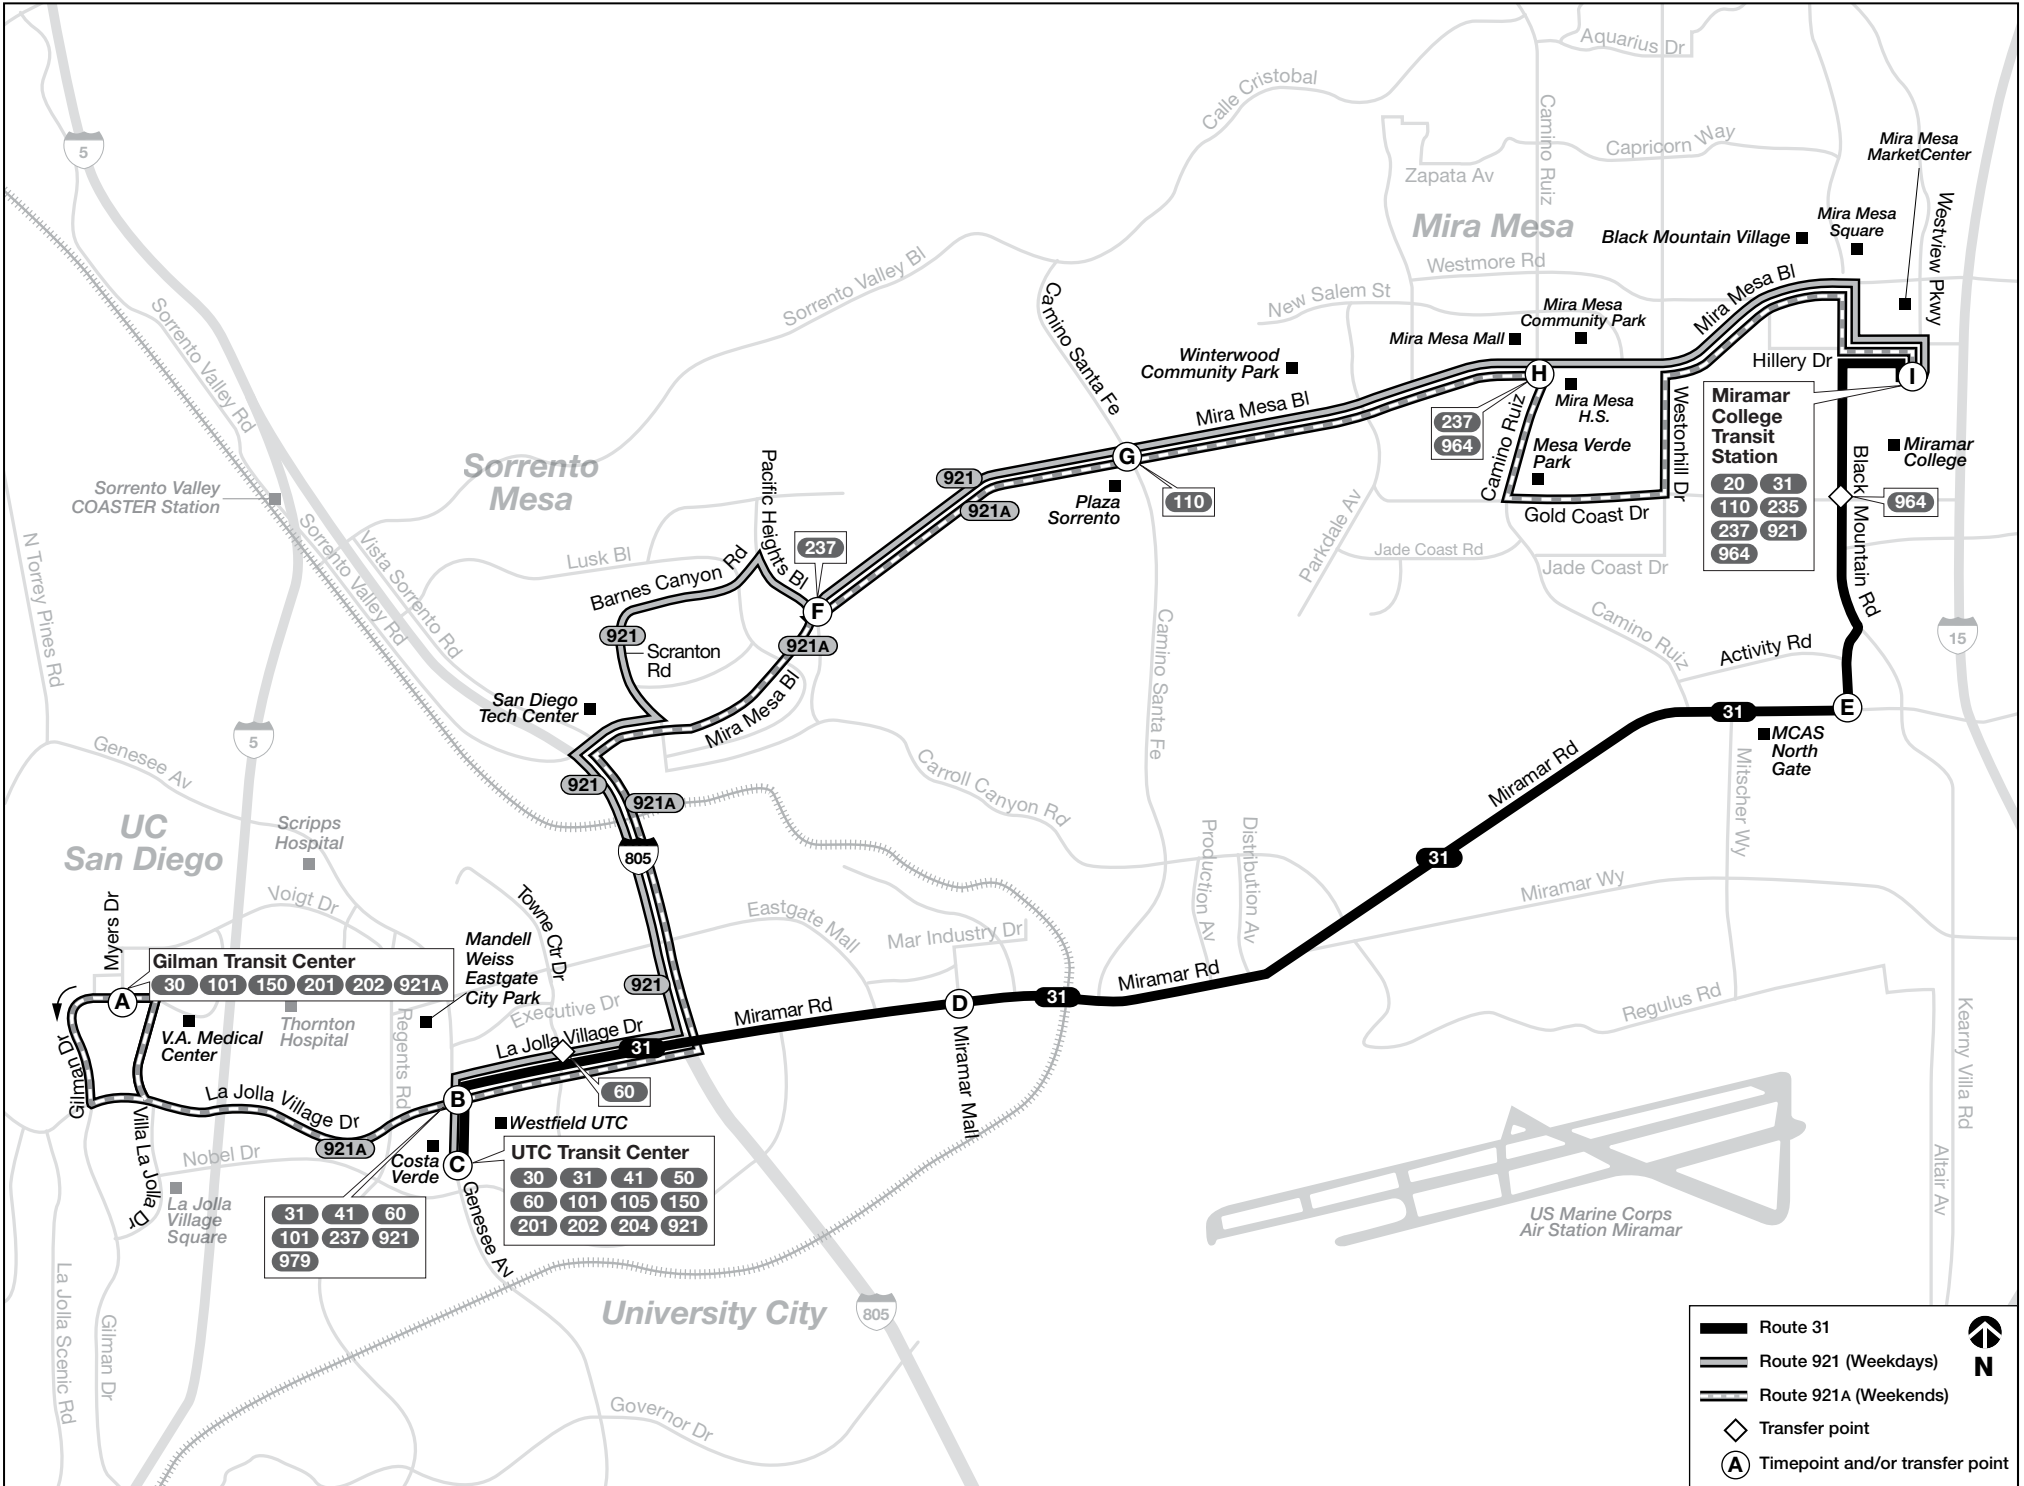 Aquarius Dr
Calle Cristobal
Camino Ruiz
Capricorn Way
Zapata Av
Mira Mesa
MarketCenter
5
Mira Mesa
Black Mountain Village
Mira Mesa
Square
Westview Pkwy
Westmore Rd
Sorrento Valley Bl
New Salem St
Mira Mesa Bl
Camino Santa Fe
Sorrento Valley Rd
Mira Mesa
Community Park
Mira Mesa Mall
Winterwood
Community Park
Hillery Dr
H
I
Mira Mesa Bl
Mira Mesa
H.S.
Westonhill Dr
Camino Ruiz
237
964
Mesa Verde
Park
Gold Coast Dr
Miramar
College
Transit
Station
20 31
110 235
237 921
964
Miramar
College
Black Mountain Rd
964
Sorrento
Mesa
Sorrento Valley
COASTER Station
G
110
Plaza
Sorrento
921
921A
Pacific Heights Bl
237
F
Barnes Canyon Rd
Lusk Bl
Sorrento Valley Rd
Vista Sorrento Rd
N Torrey Pines Rd
Parkdale Av
Jade Coast Rd
Jade Coast Dr
Camino Ruiz
15
Activity Rd
921
Scranton
Rd
921A
Camino Santa Fe
San Diego
Tech Center
Mira Mesa Bl
31
E
MCAS
North
Gate
5
Genesee Av
921
921A
Carroll Canyon Rd
Miramar Rd
Mitscher Wy
UC
San Diego
Scripps
Hospital
805
Production Av
Distribution Av
31
Miramar Wy
Voigt Dr
Towne Ctr Dr
Eastgate Mall
Mar Industry Dr
Myers Dr
Gilman Transit Center
30 101 150 201 202 921A
A
Mandell
Weiss
Eastgate
City Park
921
Miramar Rd
Executive Dr
V.A. Medical
Center
Thornton
Hospital
Regents Rd
La Jolla Village Dr
31
Miramar Rd
D
31
Regulus Rd
Kearny Villa Rd
Gilman Dr
La Jolla Village Dr
60
B
Miramar Mall
Westfield UTC
Villa La Jolla Dr
921A
Nobel Dr
Costa
Verde
C
UTC Transit Center
30 31 41 50
60 101 105 150
201 202 204 921
Genesee Av
La Jolla
Village
Square
31 41 60
101 237 921
979
Altair Av
US Marine Corps
Air Station Miramar
La Jolla Scenic Rd
Gilman Dr
University City
805
Governor Dr
Route 31
Route 921 (Weekdays)
N
Route 921A (Weekends)
Transfer point
A
Timepoint and/or transfer point